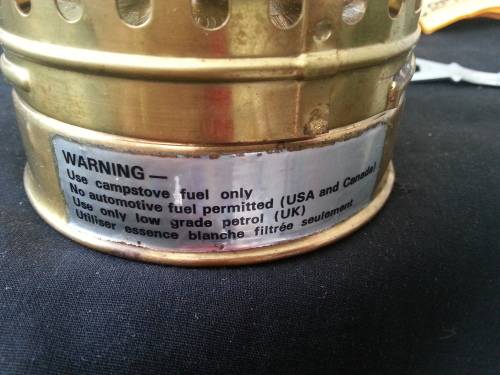 WARNING —
Use campstove fuel only
No automotive fuel permitted (USA and Canada)
Use only low grade petrol (UK)
Utiliser essence blanche filtrée seulement